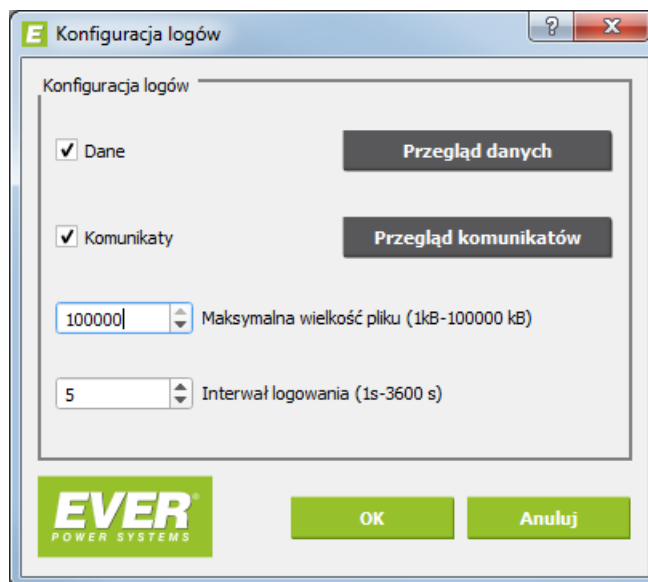 E Konfiguracja logów ? X
Konfiguracja logów
Dane Przegląd danych
Komunikaty Przegląd komunikatów
100000 Maksymalna wielkość pliku (1kB-100000 kB)
5 Interwał logowania (1s-3600 s)
EVER®
POWER SYSTEMS
OK Anuluj